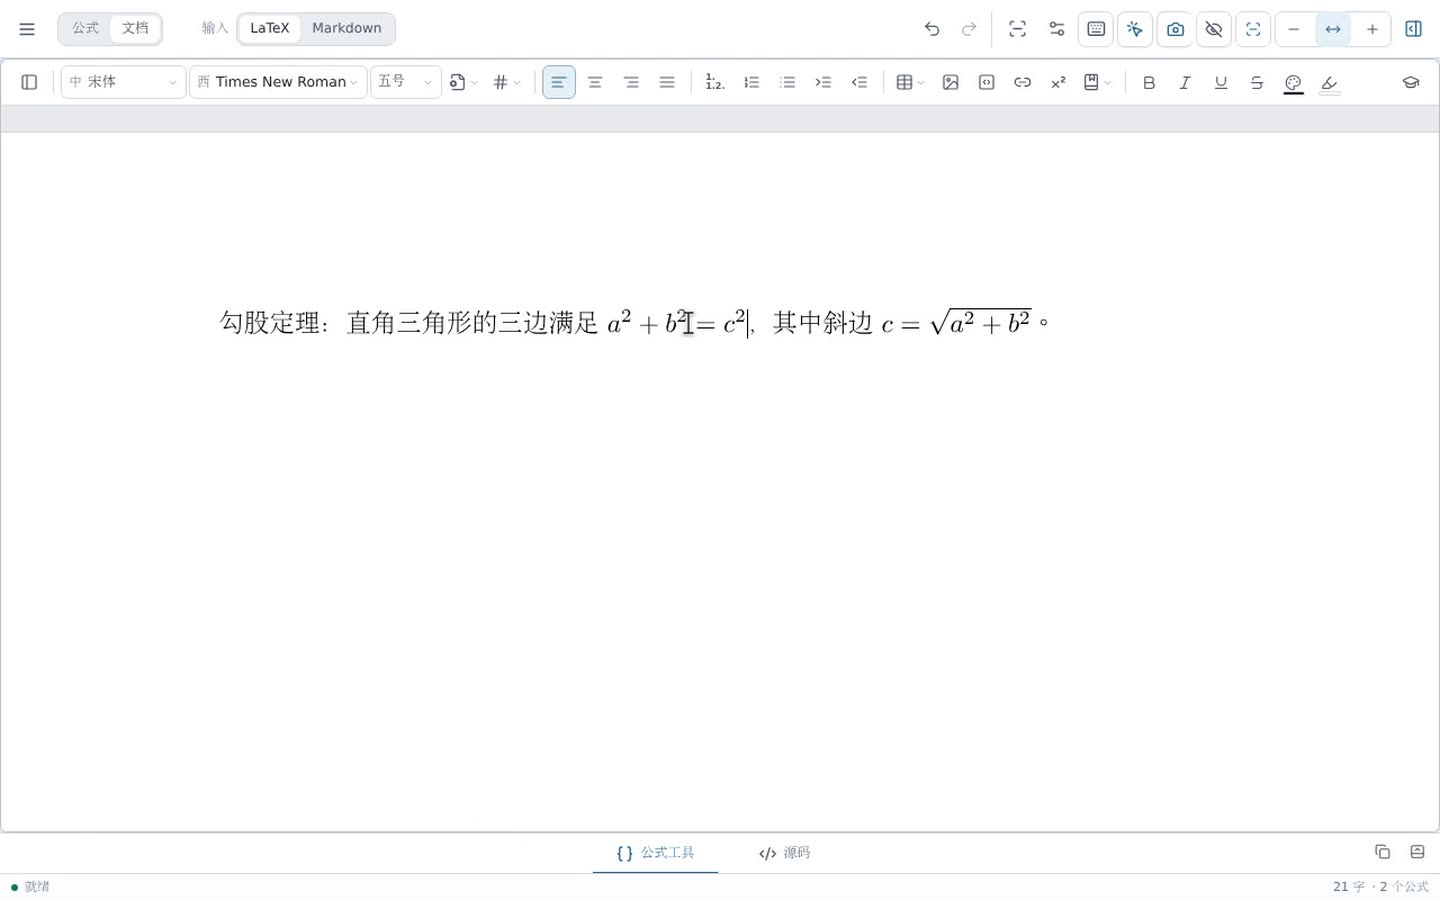 公式 文档 输入 LaTeX Markdown
中 宋体 西 Times New Roman 五号
勾股定理：直角三角形的三边满足 a² + b² = c²，其中斜边 c = √(a² + b²)。
公式工具 源码
就绪 21 字 · 2 个公式